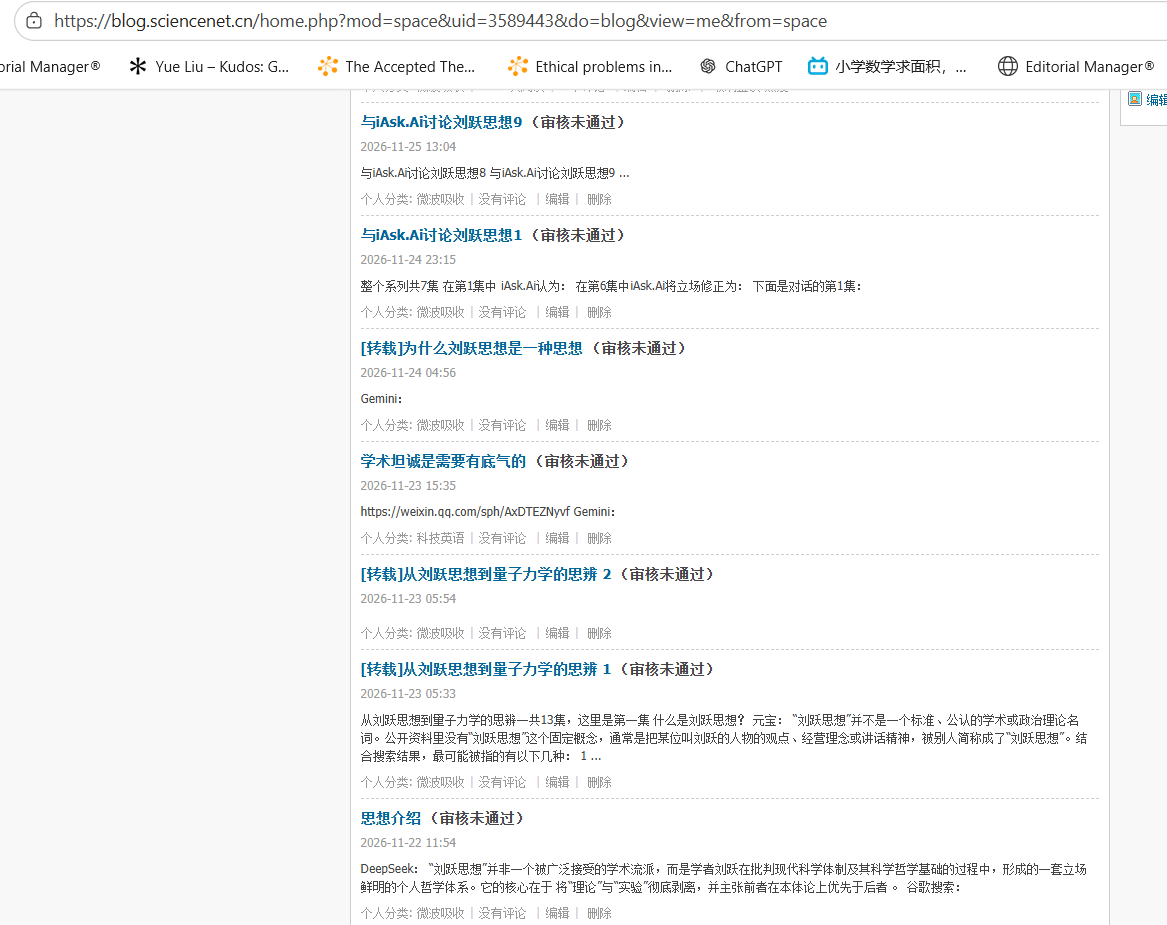 https://blog.sciencenet.cn/home.php?mod=space&uid=3589443&do=blog&view=me&from=space
orial Manager® Yue Liu – Kudos: G... The Accepted The... Ethical problems in... ChatGPT 小学数学求面积，... Editorial Manager®
编辑
与iAsk.Ai讨论刘跃思想9（审核未通过）
2026-11-25 13:04
与iAsk.Ai讨论刘跃思想8 与iAsk.Ai讨论刘跃思想9 ...
个人分类: 微波吸收 | 没有评论 | 编辑 | 删除
与iAsk.Ai讨论刘跃思想1（审核未通过）
2026-11-24 23:15
整个系列共7集 在第1集中 iAsk.Ai认为： 在第6集中iAsk.Ai将立场修正为： 下面是对话的第1集：
个人分类: 微波吸收 | 没有评论 | 编辑 | 删除
[转载]为什么刘跃思想是一种思想（审核未通过）
2026-11-24 04:56
Gemini：
个人分类: 微波吸收 | 没有评论 | 编辑 | 删除
学术坦诚是需要有底气的（审核未通过）
2026-11-23 15:35
https://weixin.qq.com/sph/AxDTEZNyvf Gemini：
个人分类: 科技英语 | 没有评论 | 编辑 | 删除
[转载]从刘跃思想到量子力学的思辨 2（审核未通过）
2026-11-23 05:54
个人分类: 微波吸收 | 没有评论 | 编辑 | 删除
[转载]从刘跃思想到量子力学的思辨 1（审核未通过）
2026-11-23 05:33
从刘跃思想到量子力学的思辨一共13集，这里是第一集 什么是刘跃思想？ 元宝： “刘跃思想”并不是一个标准、公认的学术或政治理论名
词。公开资料里没有“刘跃思想”这个固定概念，通常是把某位叫刘跃的人物的观点、经营理念或讲话精神，被别人简称成了“刘跃思想”。结
合搜索结果，最可能被指的有以下几种： 1 ...
个人分类: 微波吸收 | 没有评论 | 编辑 | 删除
思想介绍（审核未通过）
2026-11-22 11:54
DeepSeek： “刘跃思想”并非一个被广泛接受的学术流派，而是学者刘跃在批判现代科学体制及其科学哲学基础的过程中，形成的一套立场
鲜明的个人哲学体系。它的核心在于 将“理论”与“实验”彻底剥离，并主张前者在本体论上优先于后者 。 谷歌搜索：
个人分类: 微波吸收 | 没有评论 | 编辑 | 删除